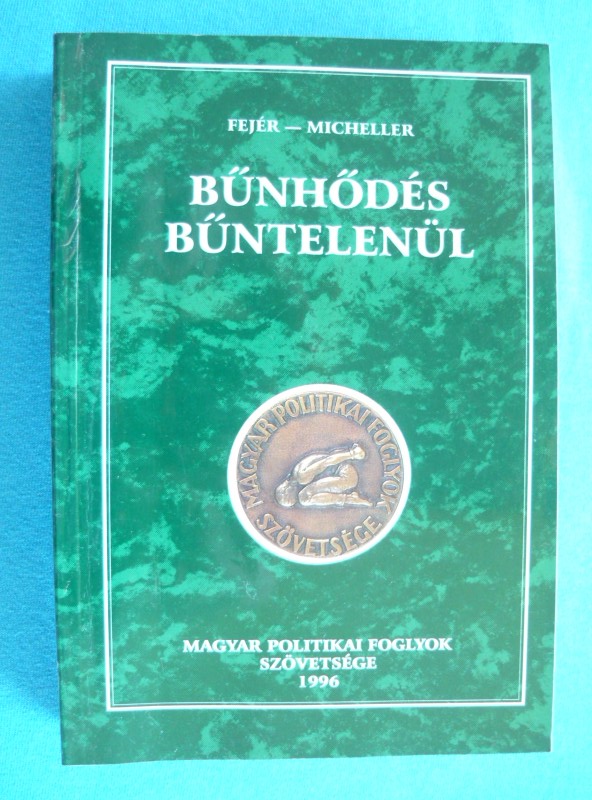 FEJÉR — MICHELLER
BŰNHŐDÉS
BŰNTELENÜL
MAGYAR POLITIKAI FOGLYOK
SZÖVETSÉGE
MAGYAR POLITIKAI FOGLYOK
SZÖVETSÉGE
1996